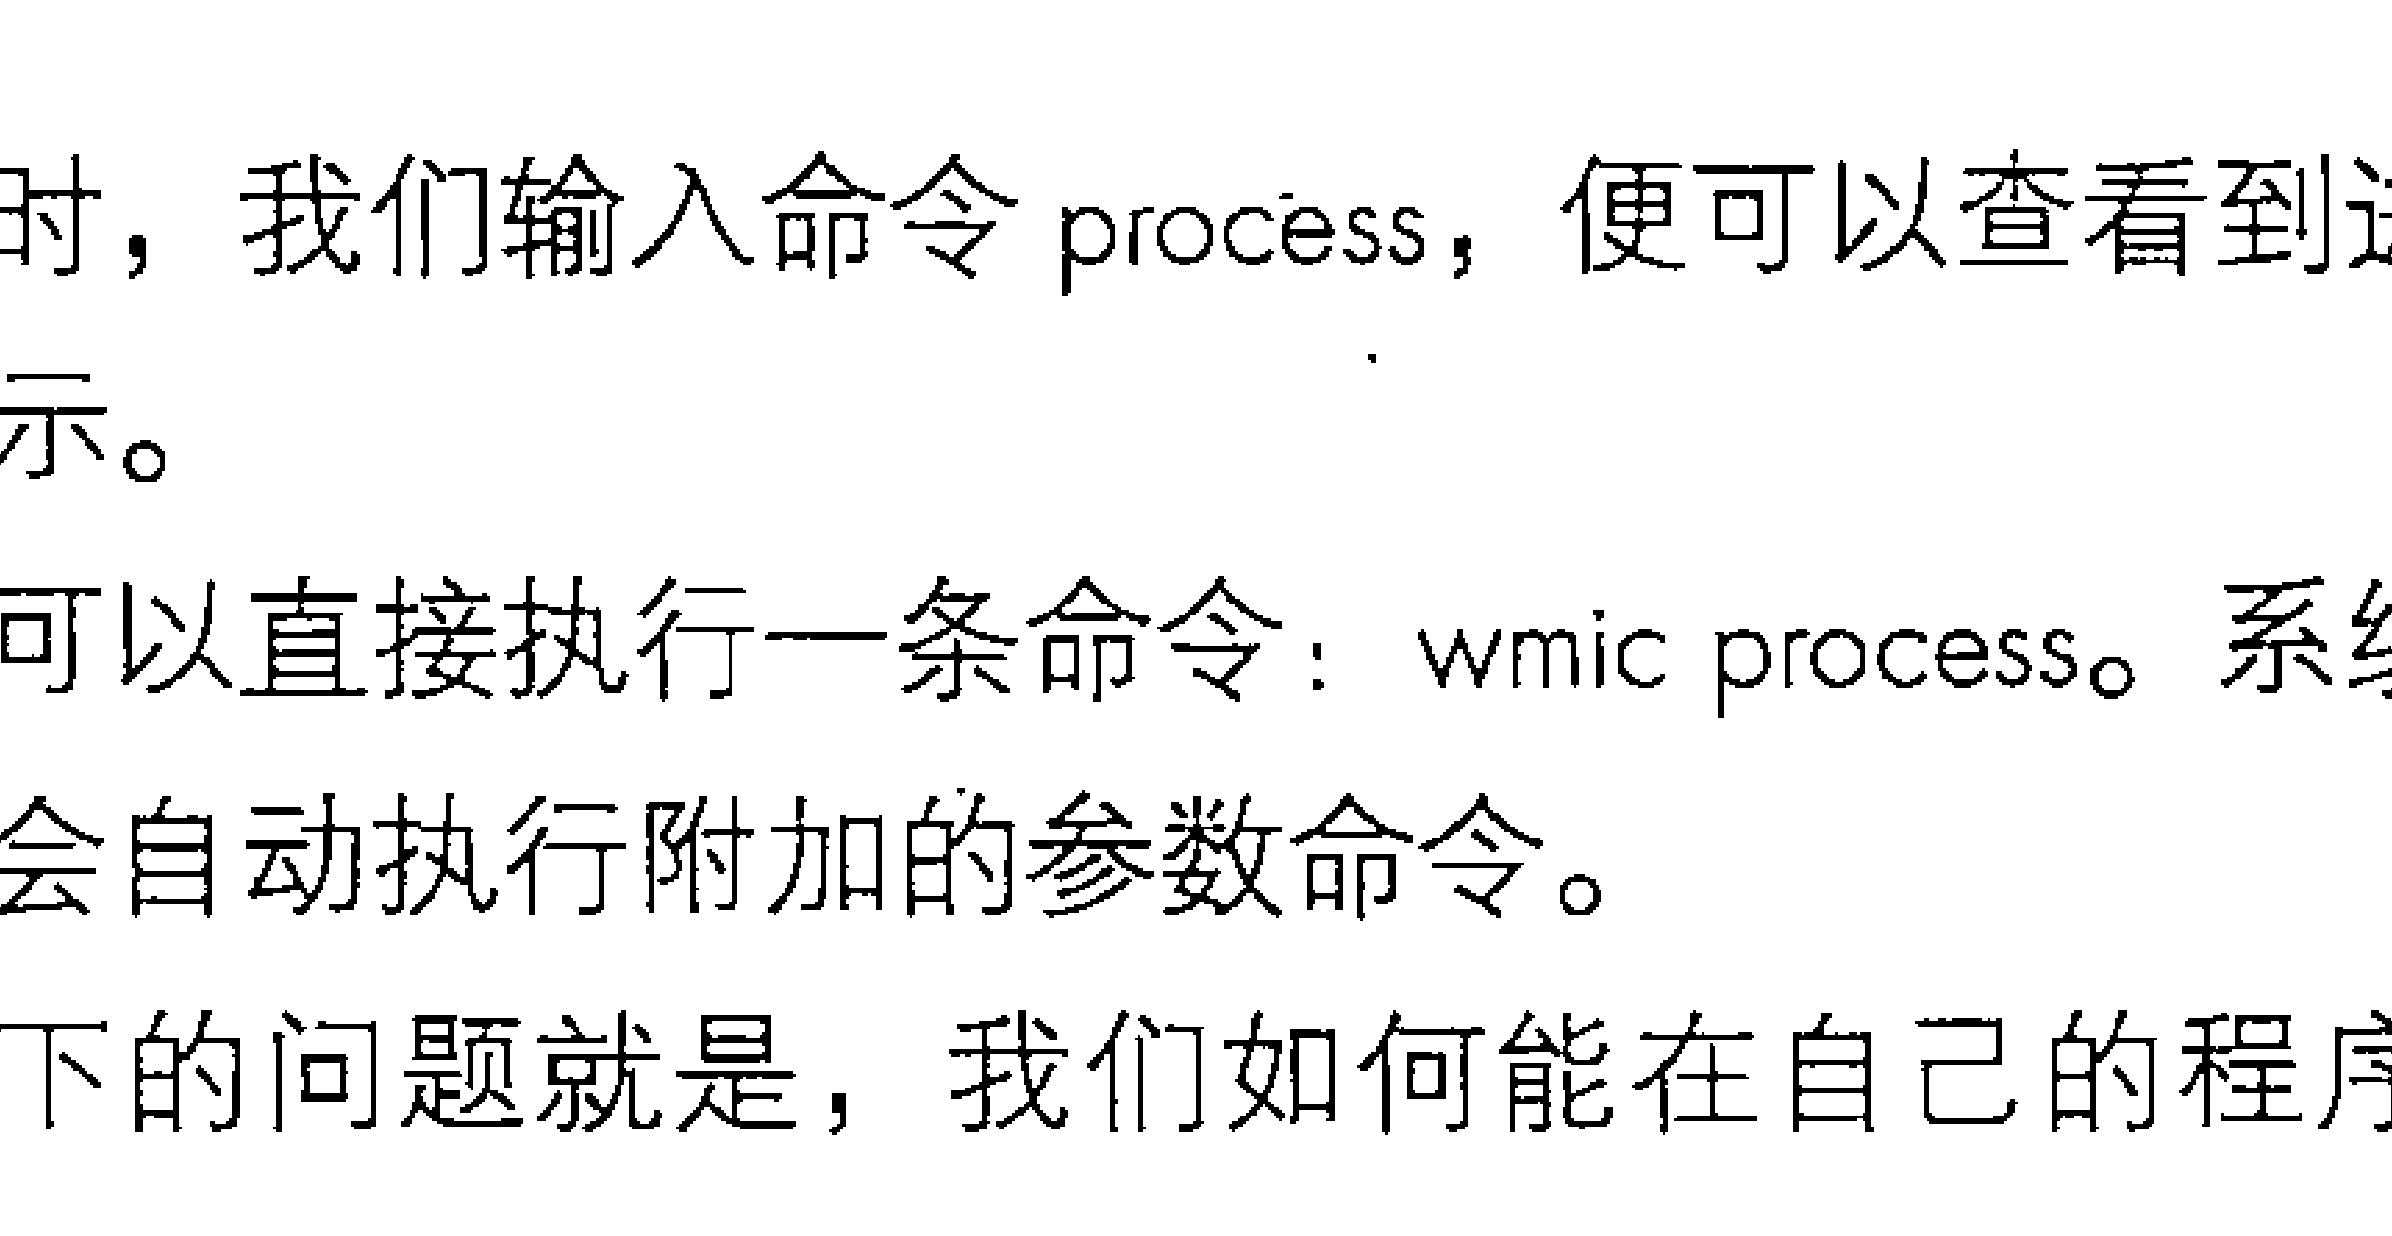 时，我们输入命令 process，便可以查看到
示。
可以直接执行一条命令：wmic process。系
会自动执行附加的参数命令。
下的问题就是，我们如何能在自己的程序